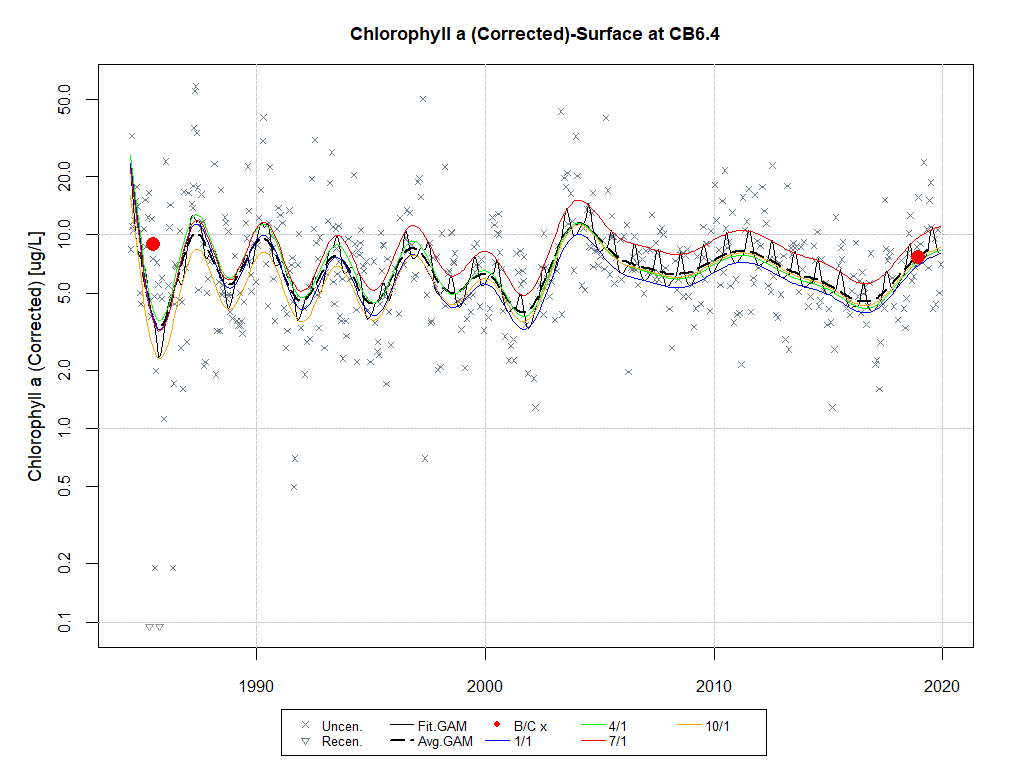 Chlorophyll a (Corrected)-Surface at CB6.4
Chlorophyll a (Corrected) [ug/L]
50.0
20.0
10.0
5.0
2.0
1.0
0.5
0.2
0.1
1990 2000 2010 2020
Uncen. Fit.GAM B/C x 4/1 10/1
Recen. Avg.GAM 1/1 7/1